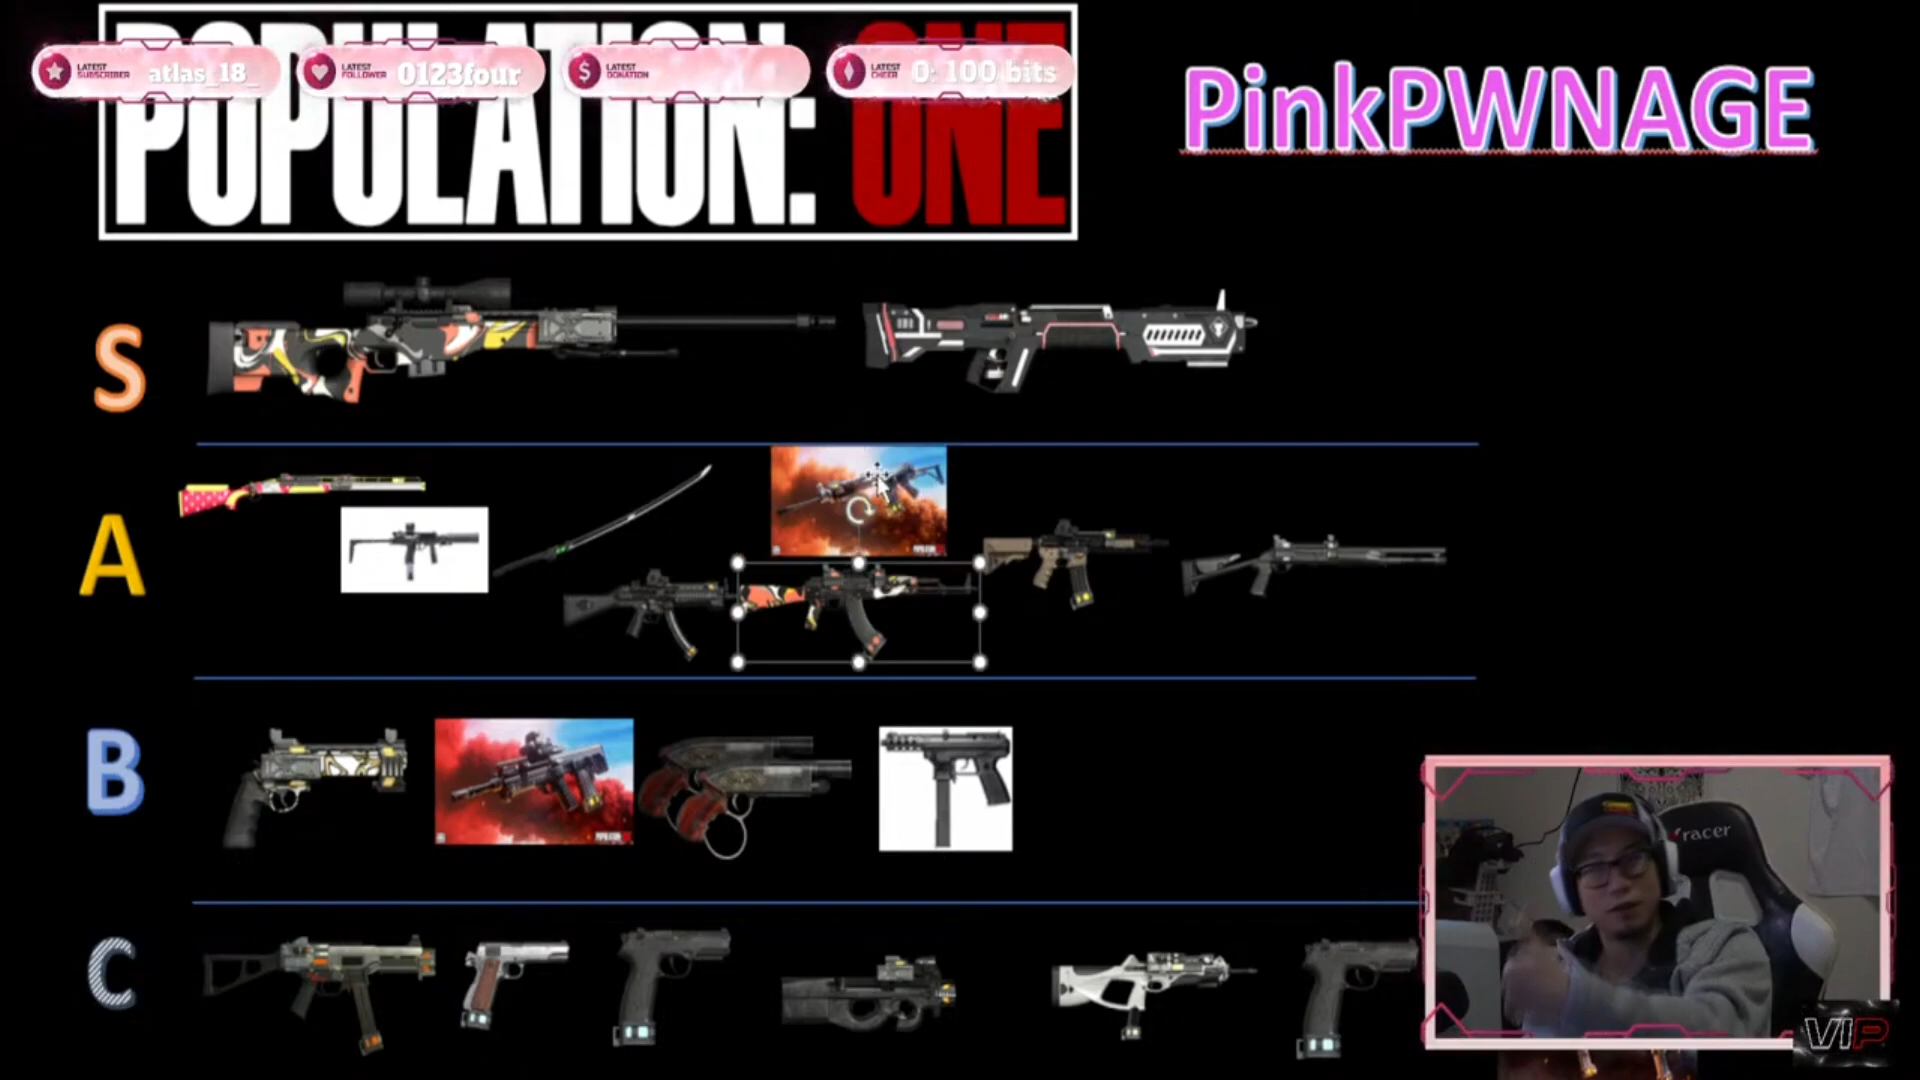 POPULATION: ONE
LATEST SUBSCRIBER atlas_18_
LATEST FOLLOWER 0123four
LATEST DONATION
LATEST CHEER 0: 100 bits
PinkPWNAGE
S
A
B
C
racer
VIP